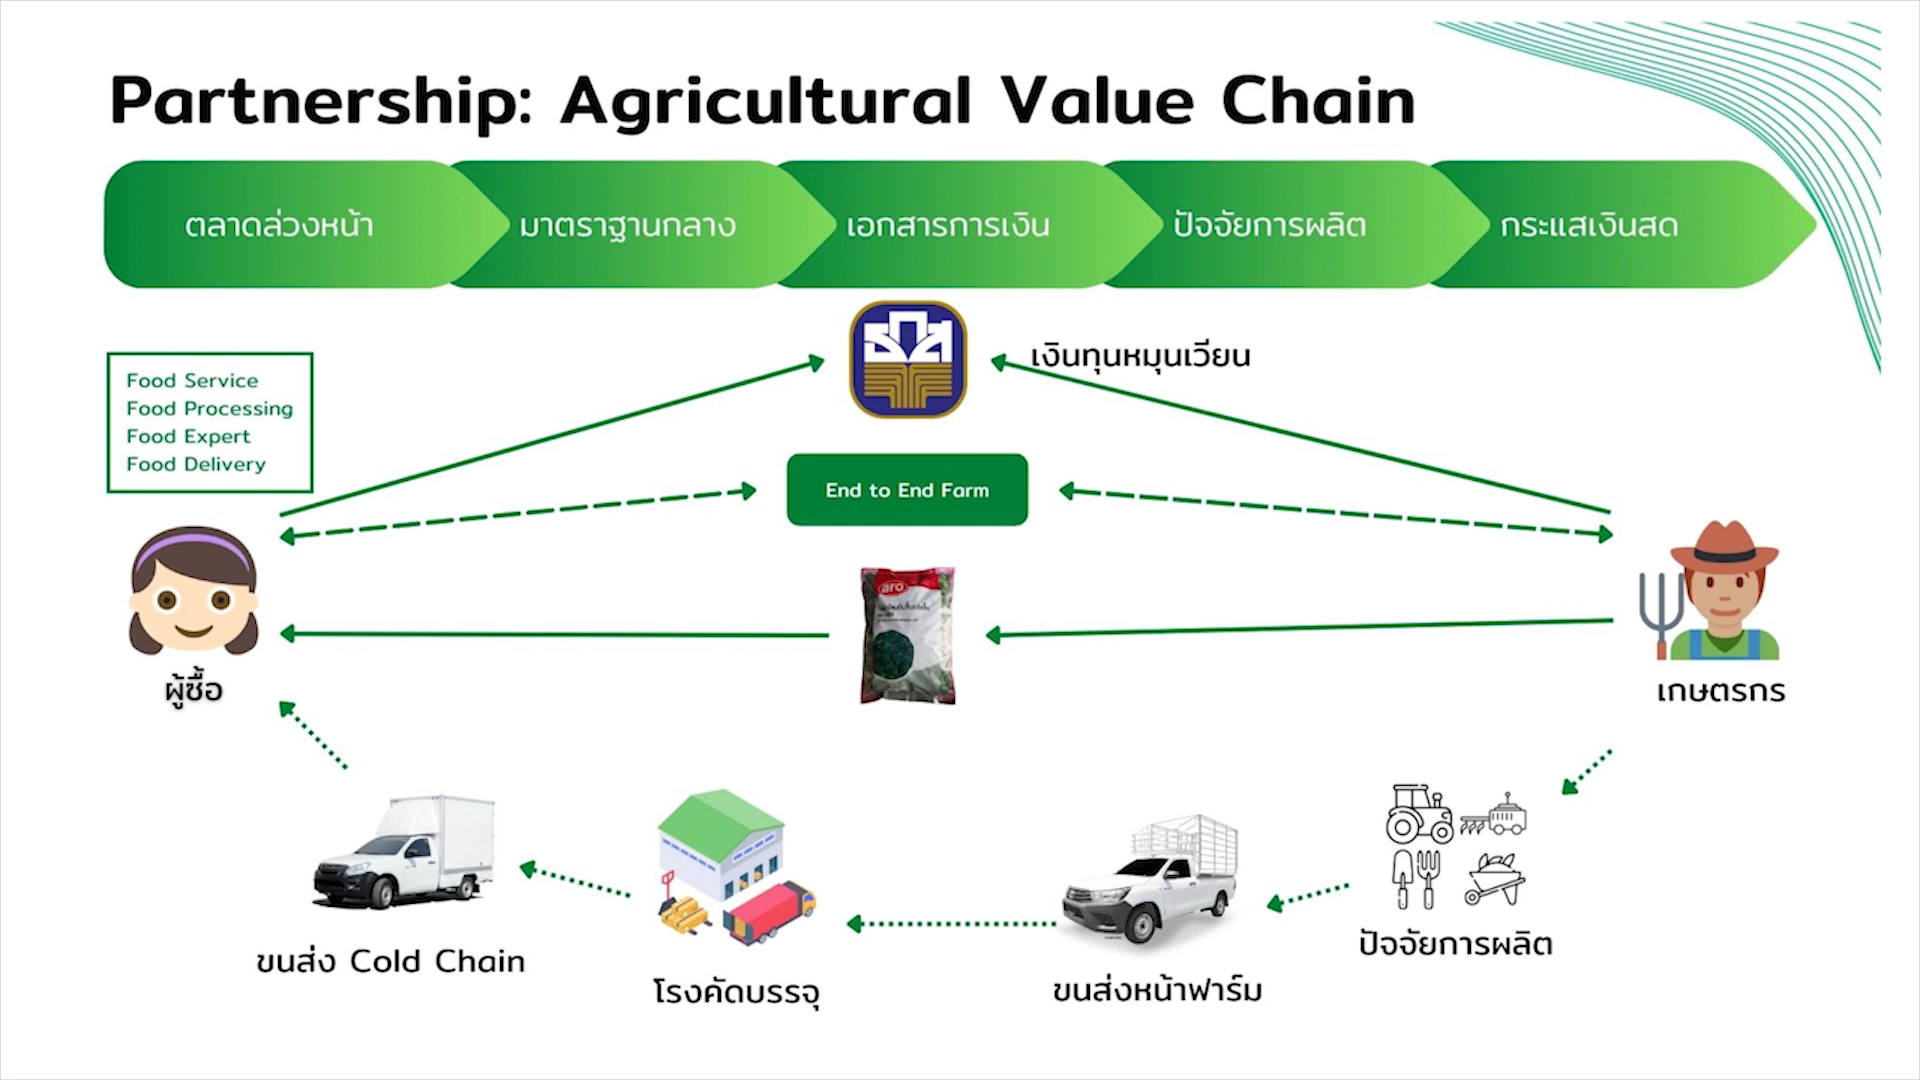 Partnership: Agricultural Value Chain
ตลาดล่วงหน้า
มาตราฐานกลาง
เอกสารการเงิน
ปัจจัยการผลิต
กระแสเงินสด
ธกส
เงินทุนหมุนเวียน
Food Service
Food Processing
Food Expert
Food Delivery
End to End Farm
aro
ผู้ซื้อ
เกษตรกร
ขนส่ง Cold Chain
โรงคัดบรรจุ
ขนส่งหน้าฟาร์ม
ปัจจัยการผลิต